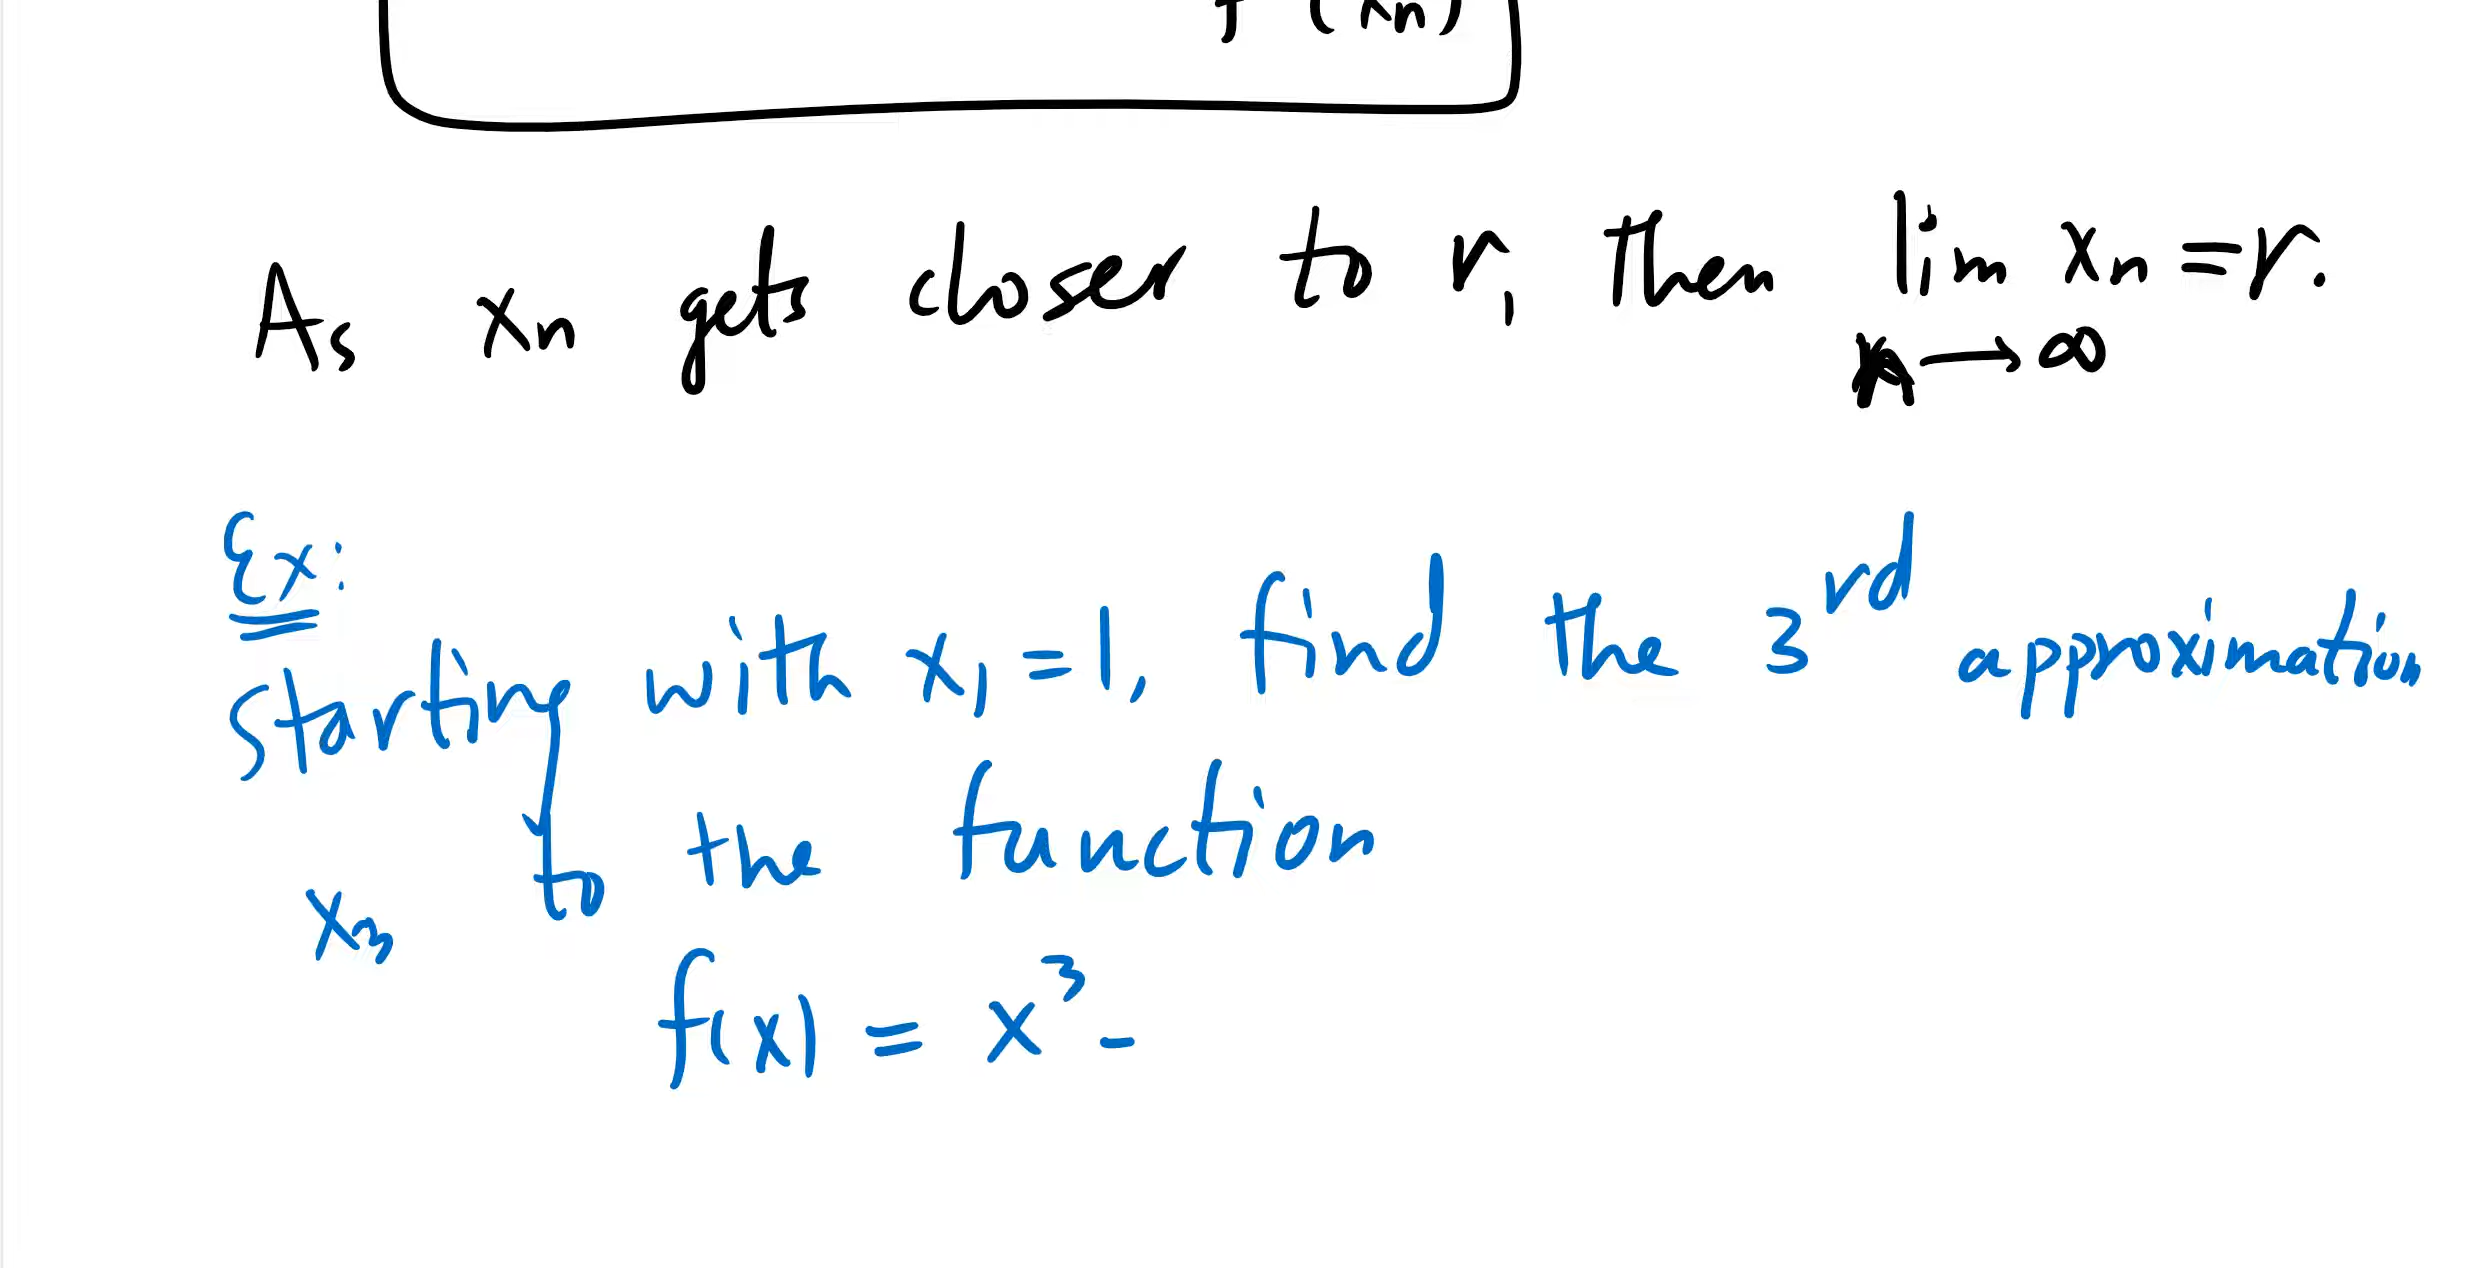 f (xn)
As xn gets closer to r, then lim xn = r.
n → ∞
Ex:
Starting with x1 = 1, find the 3rd approximation
x3 to the function
f(x) = x³ -